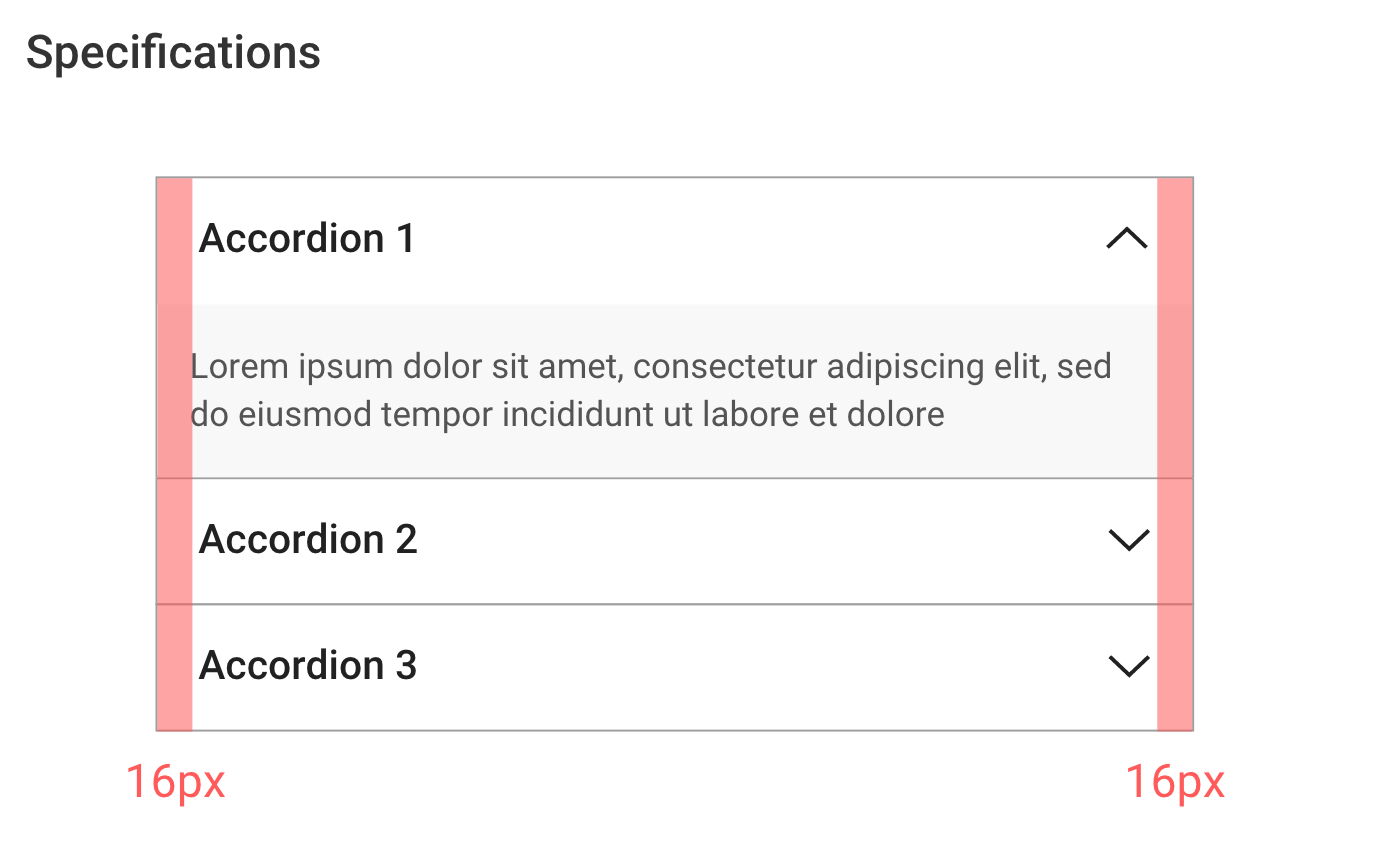 Specifications
Accordion 1
Lorem ipsum dolor sit amet, consectetur adipiscing elit, sed
do eiusmod tempor incididunt ut labore et dolore
Accordion 2
Accordion 3
16px 16px